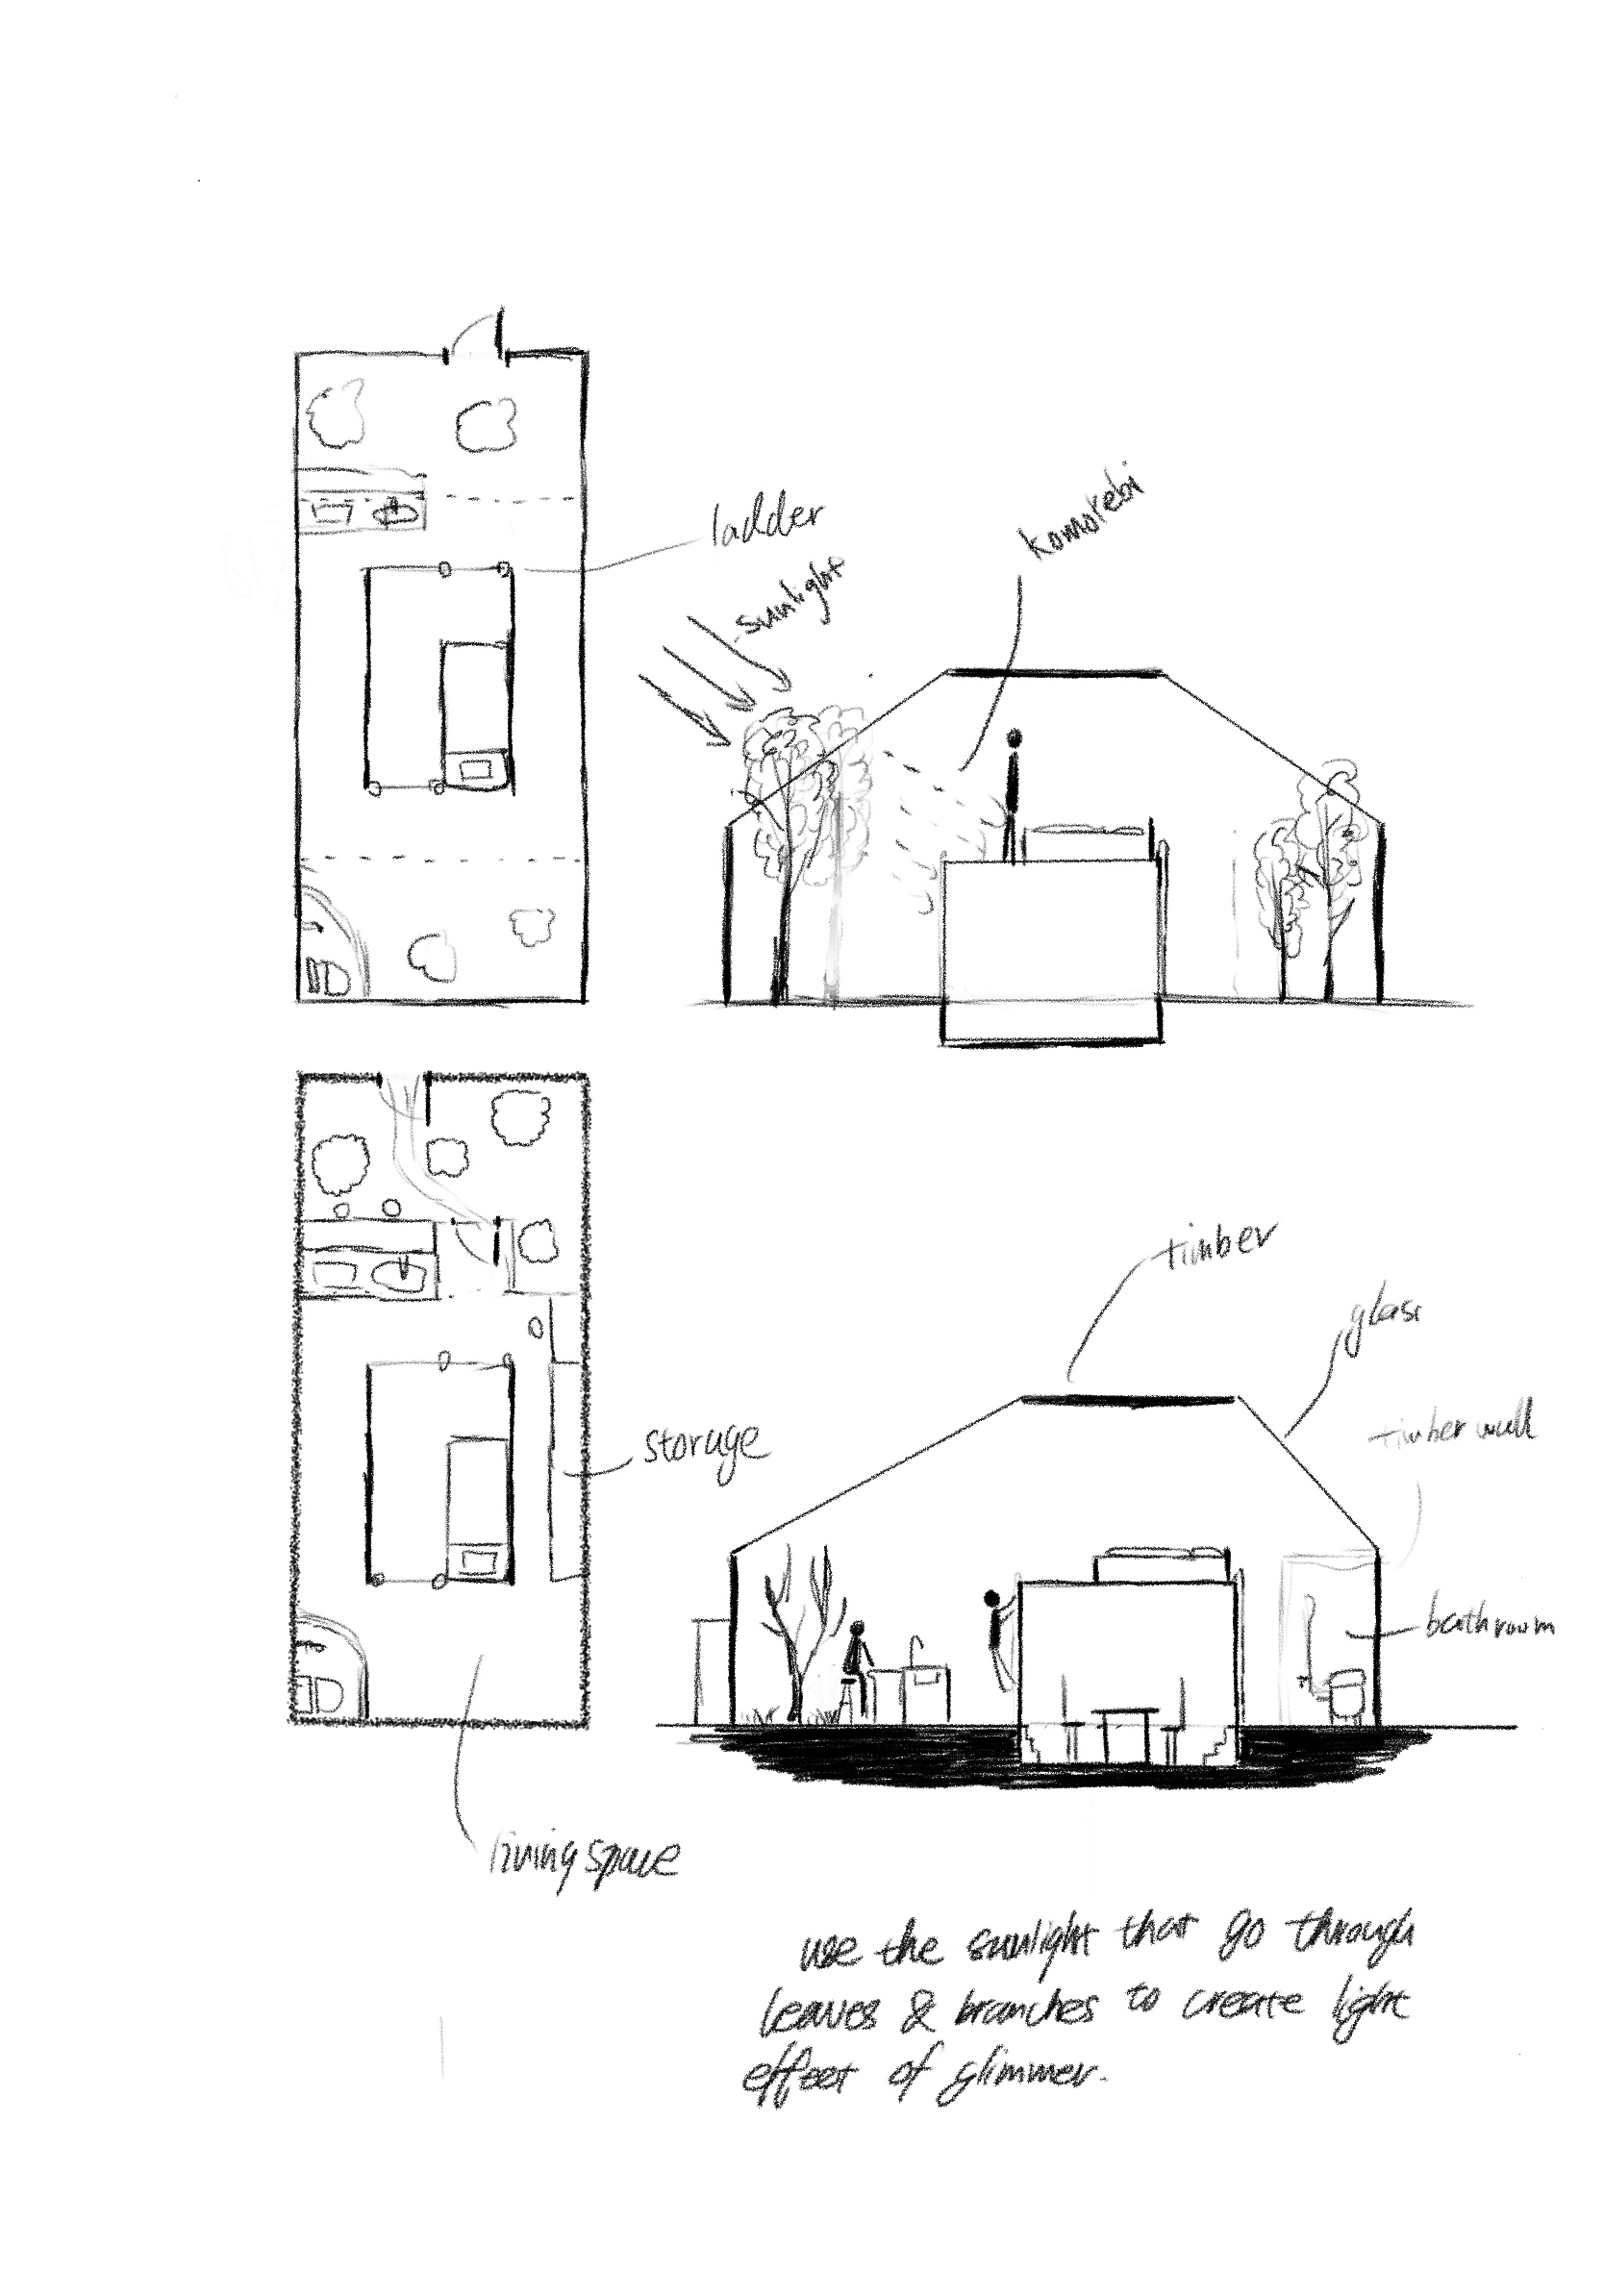 ladder
komorebi
sunlight
timber
glass
timber wall
storage
bathroom
living space
use the sunlight that go through
leaves & branches to create light
effect of glimmer.